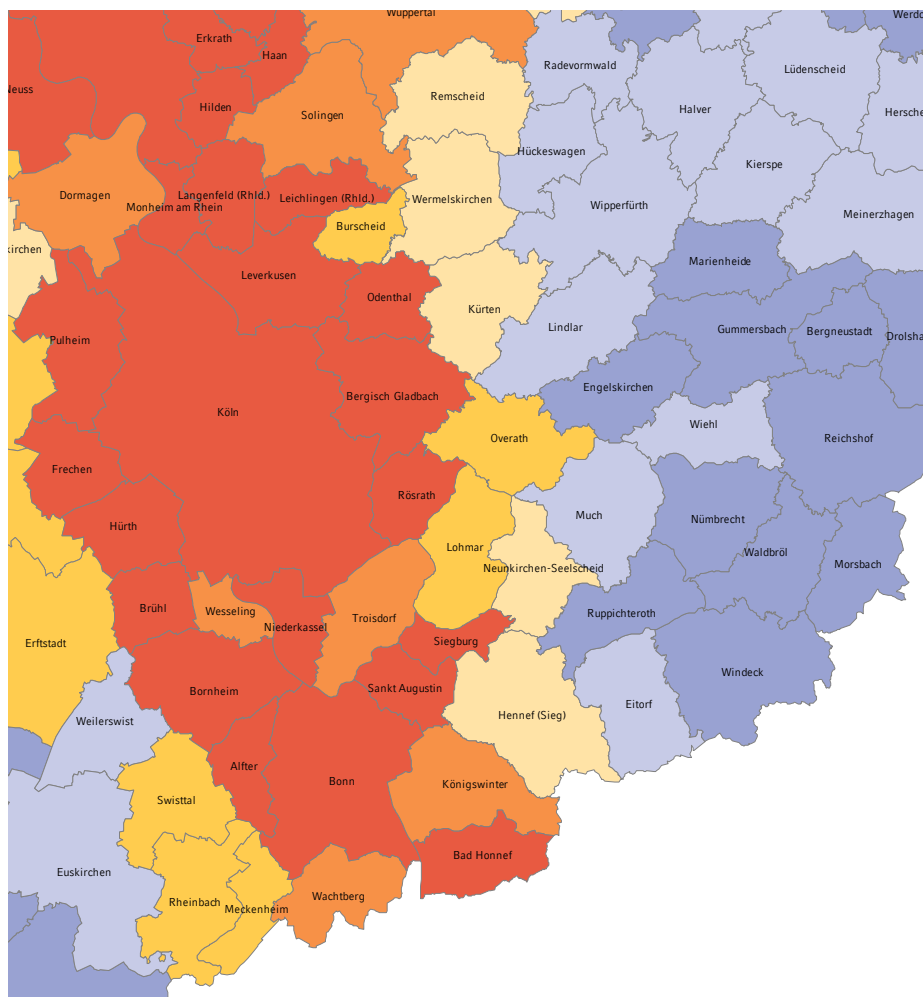 Wuppertal
Erkrath
Haan
Radevormwald
Lüdenscheid
Neuss
Hilden
Solingen
Remscheid
Halver
Hückeswagen
Kierspe
Dormagen
Langenfeld (Rhld.)
Leichlingen (Rhld.)
Wermelskirchen
Monheim am Rhein
Wipperfürth
Meinerzhagen
Burscheid
kirchen
Marienheide
Leverkusen
Odenthal
Kürten
Lindlar
Gummersbach
Bergneustadt
Drolsha
Pulheim
Engelskirchen
Bergisch Gladbach
Köln
Wiehl
Overath
Reichshof
Frechen
Rösrath
Much
Hürth
Nümbrecht
Lohmar
Waldbröl
Neunkirchen-Seelscheid
Morsbach
Brühl
Wesseling
Troisdorf
Ruppichteroth
Niederkassel
Siegburg
Erftstadt
Windeck
Bornheim
Sankt Augustin
Eitorf
Hennef (Sieg)
Weilerswist
Alfter
Bonn
Königswinter
Swisttal
Bad Honnef
Euskirchen
Wachtberg
Rheinbach
Meckenheim